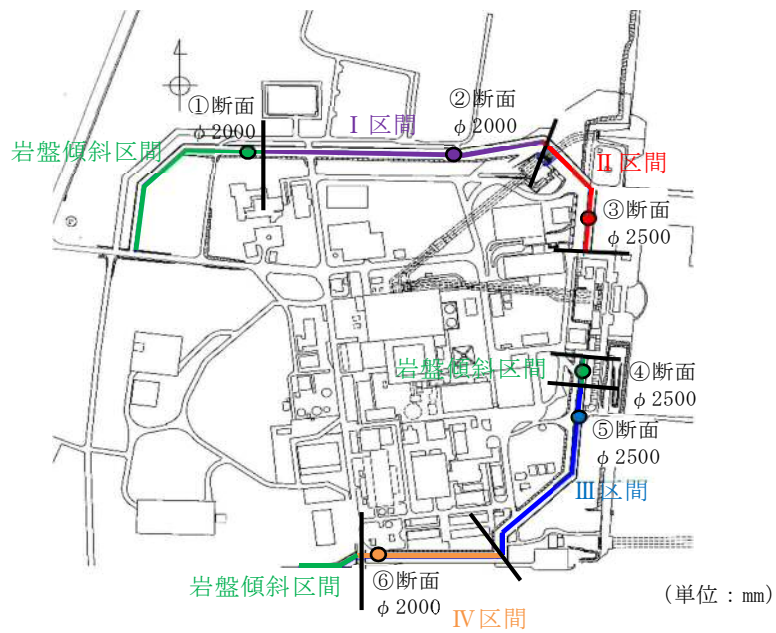 ①断面
φ2000
②断面
φ2000
Ⅰ区間
岩盤傾斜区間
Ⅱ区間
③断面
φ2500
岩盤傾斜区間
④断面
φ2500
⑤断面
φ2500
Ⅲ区間
岩盤傾斜区間
⑥断面
φ2000
Ⅳ区間
(単位:mm)